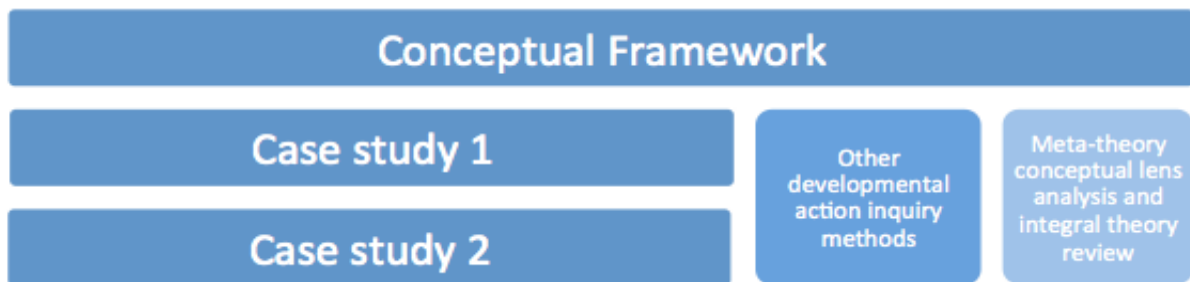 Conceptual Framework
Case study 1
Case study 2
Other
developmental
action inquiry
methods
Meta-theory
conceptual lens
analysis and
integral theory
review